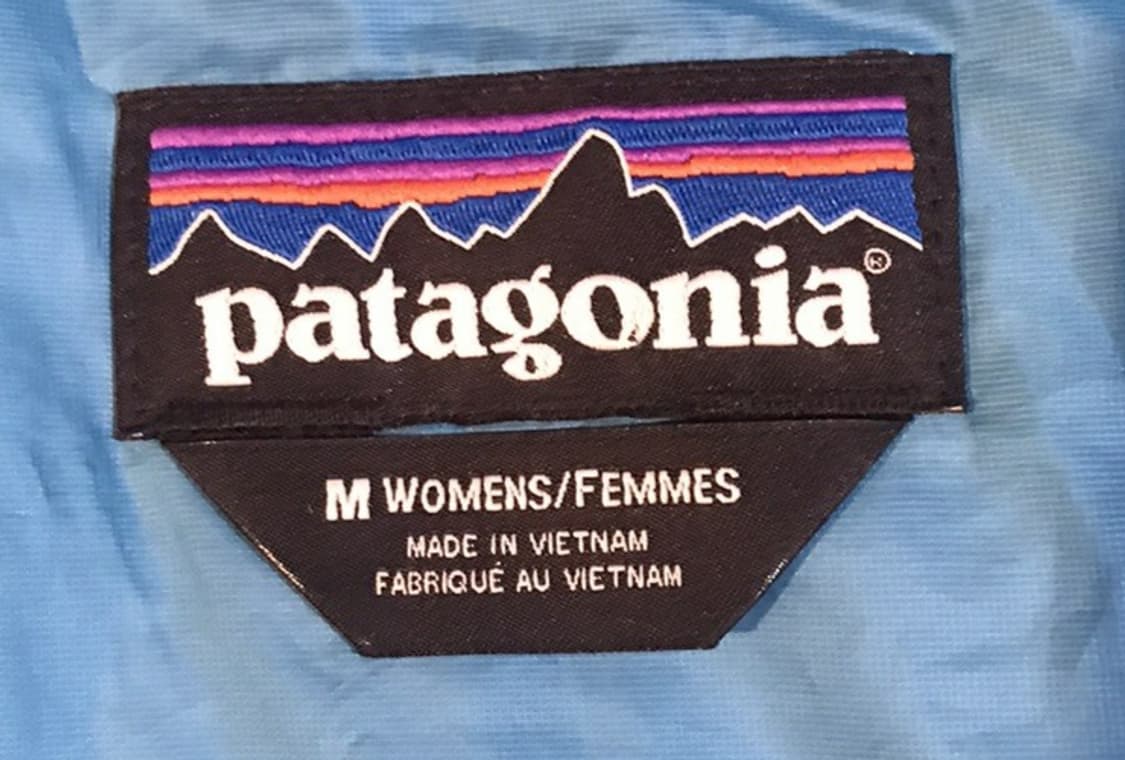 patagonia®
M WOMENS/FEMMES
MADE IN VIETNAM
FABRIQUÉ AU VIETNAM